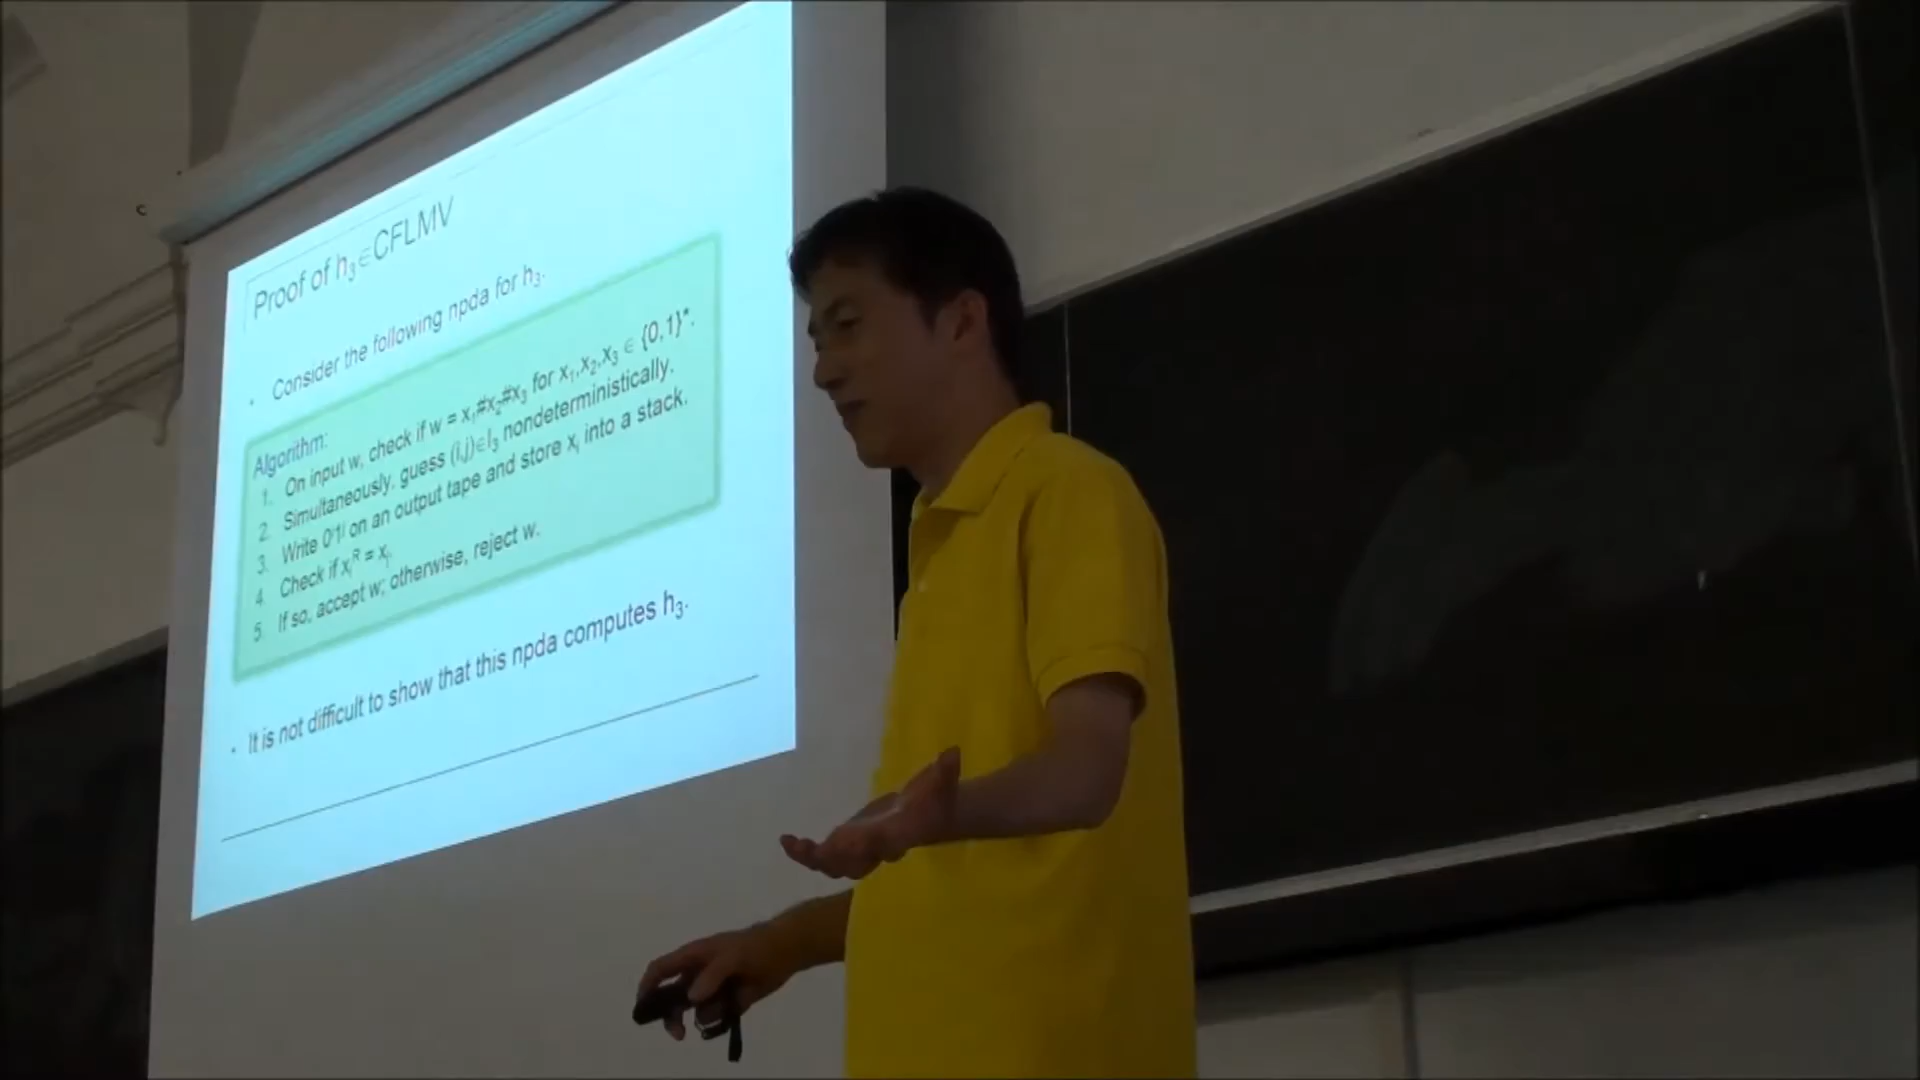 Proof of h₃∈CFLMV
• Consider the following npda for h₃.
Algorithm:
1. On input w, check if w = x₁#x₂#x₃ for x₁,x₂,x₃ ∈ {0,1}*.
2. Simultaneously, guess (i,j)∈I₃ nondeterministically.
3. Write 0ⁱ1ʲ on an output tape and store xᵢ into a stack.
4. Check if xᵢᴿ = xⱼ.
5. If so, accept w; otherwise, reject w.
• It is not difficult to show that this npda computes h₃.